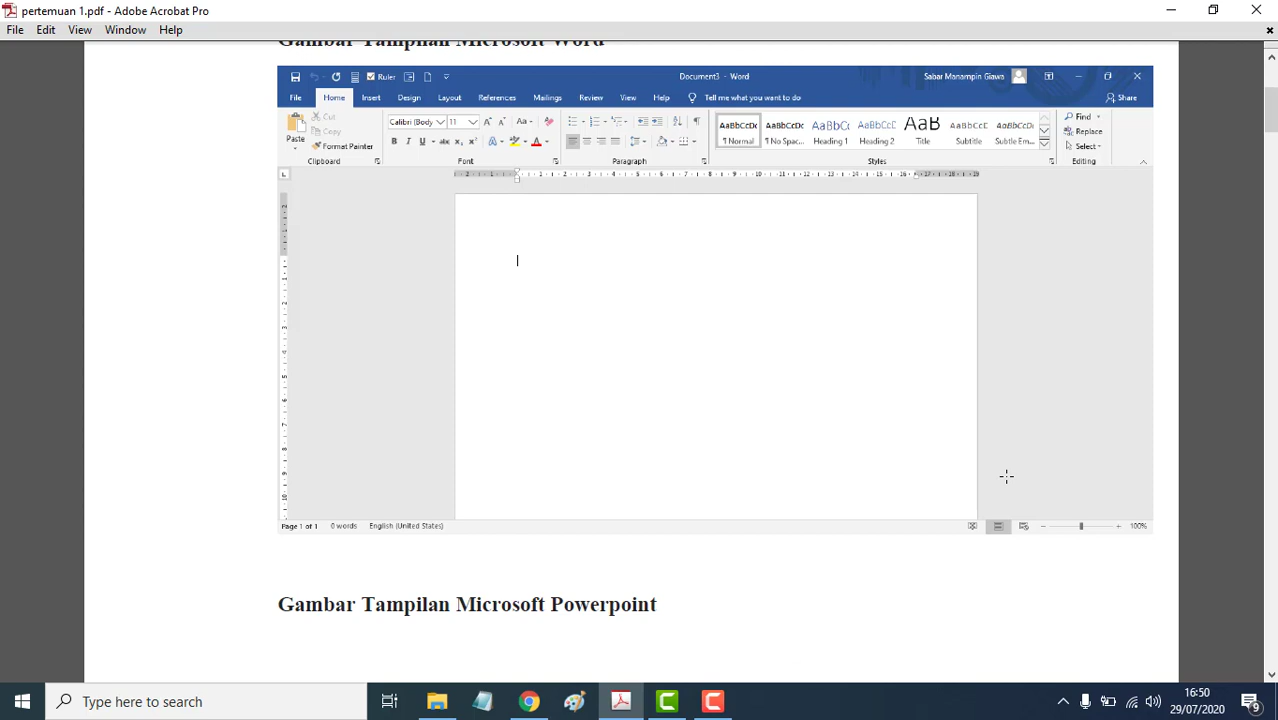 pertemuan 1.pdf - Adobe Acrobat Pro
File Edit View Window Help
Gambar Tampilan Microsoft Word
Ruler
Document3 - Word
Sabar Manampin Giawa
File Home Insert Design Layout References Mailings Review View Help Tell me what you want to do Share
Paste
Cut
Copy
Format Painter
Clipboard
Calibri (Body 11
Font
Paragraph
AaBbCcDc AaBbCcDc AaBbC( AaBbCcC AaB AaBbCcC AaBbCcDc
¶ Normal ¶ No Spac... Heading 1 Heading 2 Title Subtitle Subtle Em...
Styles
Find
Replace
Select
Editing
Page 1 of 1 0 words English (United States) 100%
Gambar Tampilan Microsoft Powerpoint
Type here to search
16:50
29/07/2020
9